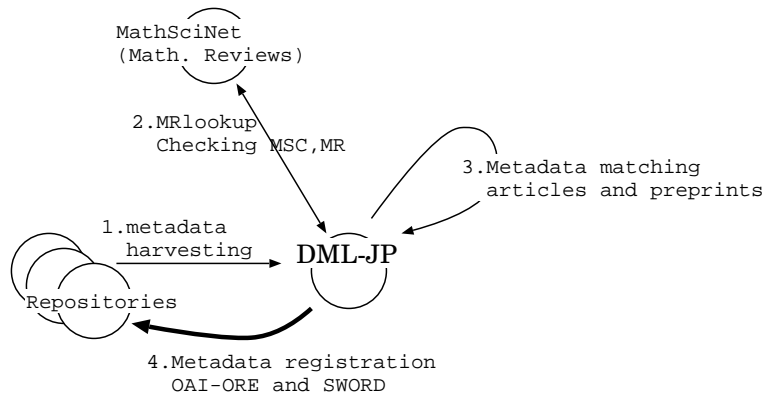 MathSciNet
(Math. Reviews)
2.MRlookup
Checking MSC,MR
3.Metadata matching
articles and preprints
1.metadata
harvesting
DML-JP
Repositories
4.Metadata registration
OAI-ORE and SWORD